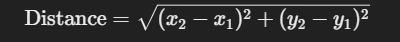 Distance = √(x₂ − x₁)² + (y₂ − y₁)²